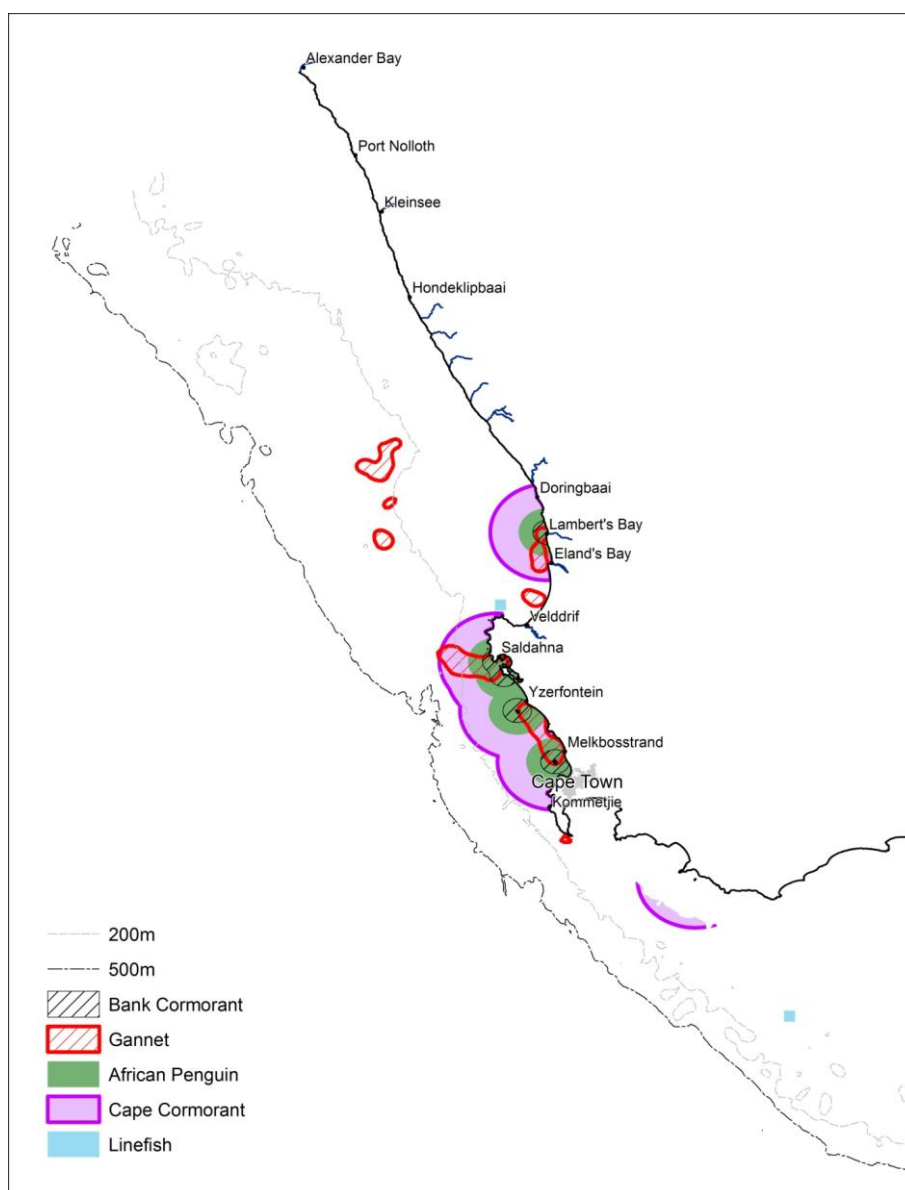 Alexander Bay
Port Nolloth
Kleinsee
Hondeklipbaai
Doringbaai
Lambert's Bay
Eland's Bay
Velddrif
Saldahna
Yzerfontein
Melkbosstrand
Cape Town
Kommetjie
200m
500m
Bank Cormorant
Gannet
African Penguin
Cape Cormorant
Linefish